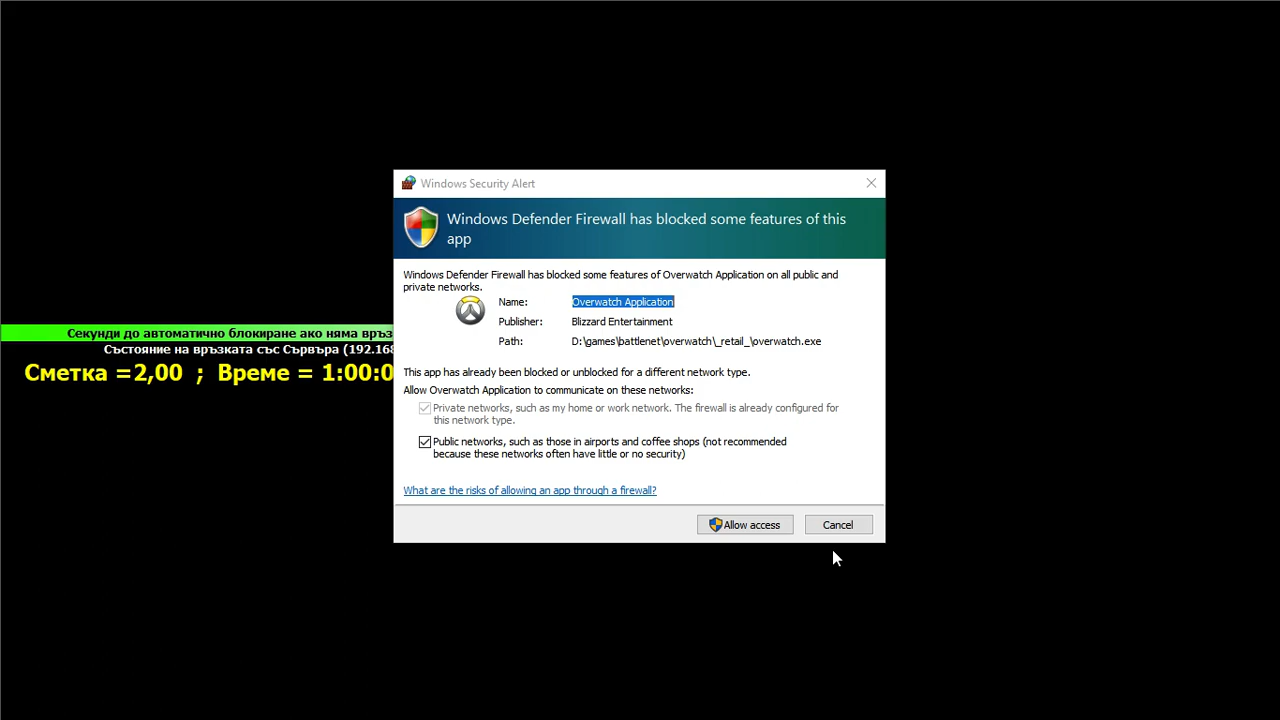 Windows Security Alert
Windows Defender Firewall has blocked some features of this
app
Windows Defender Firewall has blocked some features of Overwatch Application on all public and
private networks.
Name: Overwatch Application
Publisher: Blizzard Entertainment
Path: D:\games\battlenet\overwatch\_retail_\overwatch.exe
This app has already been blocked or unblocked for a different network type.
Allow Overwatch Application to communicate on these networks:
Private networks, such as my home or work network. The firewall is already configured for
this network type.
Public networks, such as those in airports and coffee shops (not recommended
because these networks often have little or no security)
What are the risks of allowing an app through a firewall?
Allow access Cancel
Секунди до автоматично блокиране ако няма връз
Състояние на връзката със Сървъра (192.168
Сметка =2,00 ; Време = 1:00:0